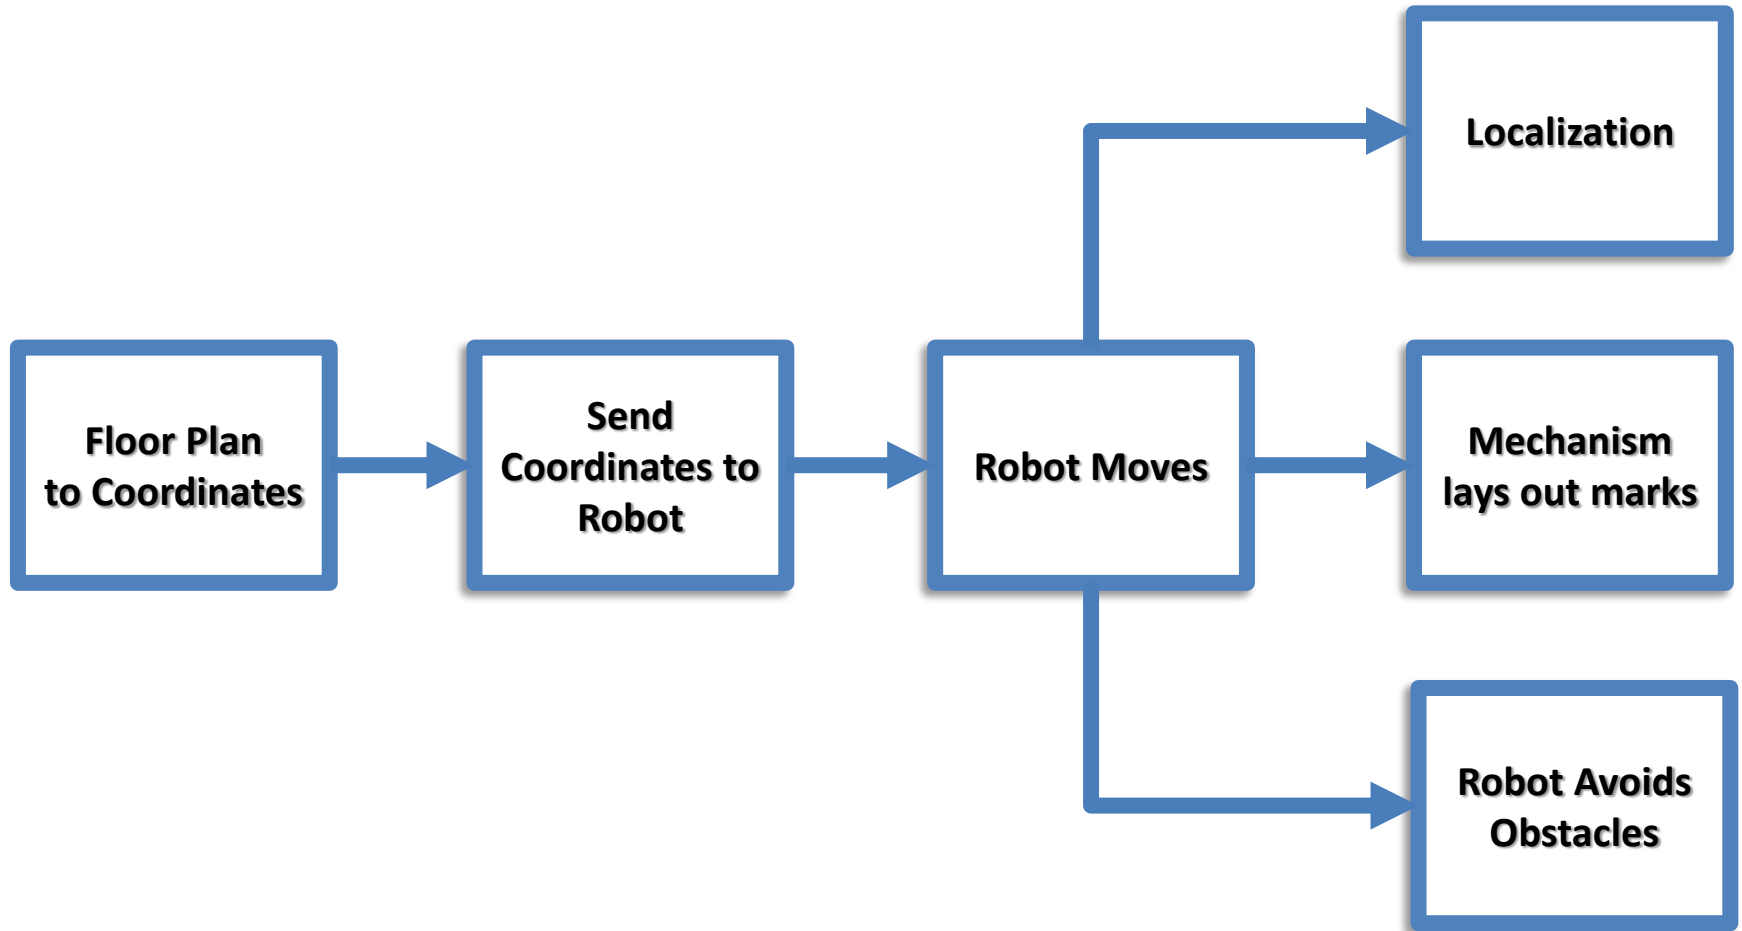 Floor Plan
to Coordinates
Send
Coordinates to
Robot
Robot Moves
Localization
Mechanism
lays out marks
Robot Avoids
Obstacles